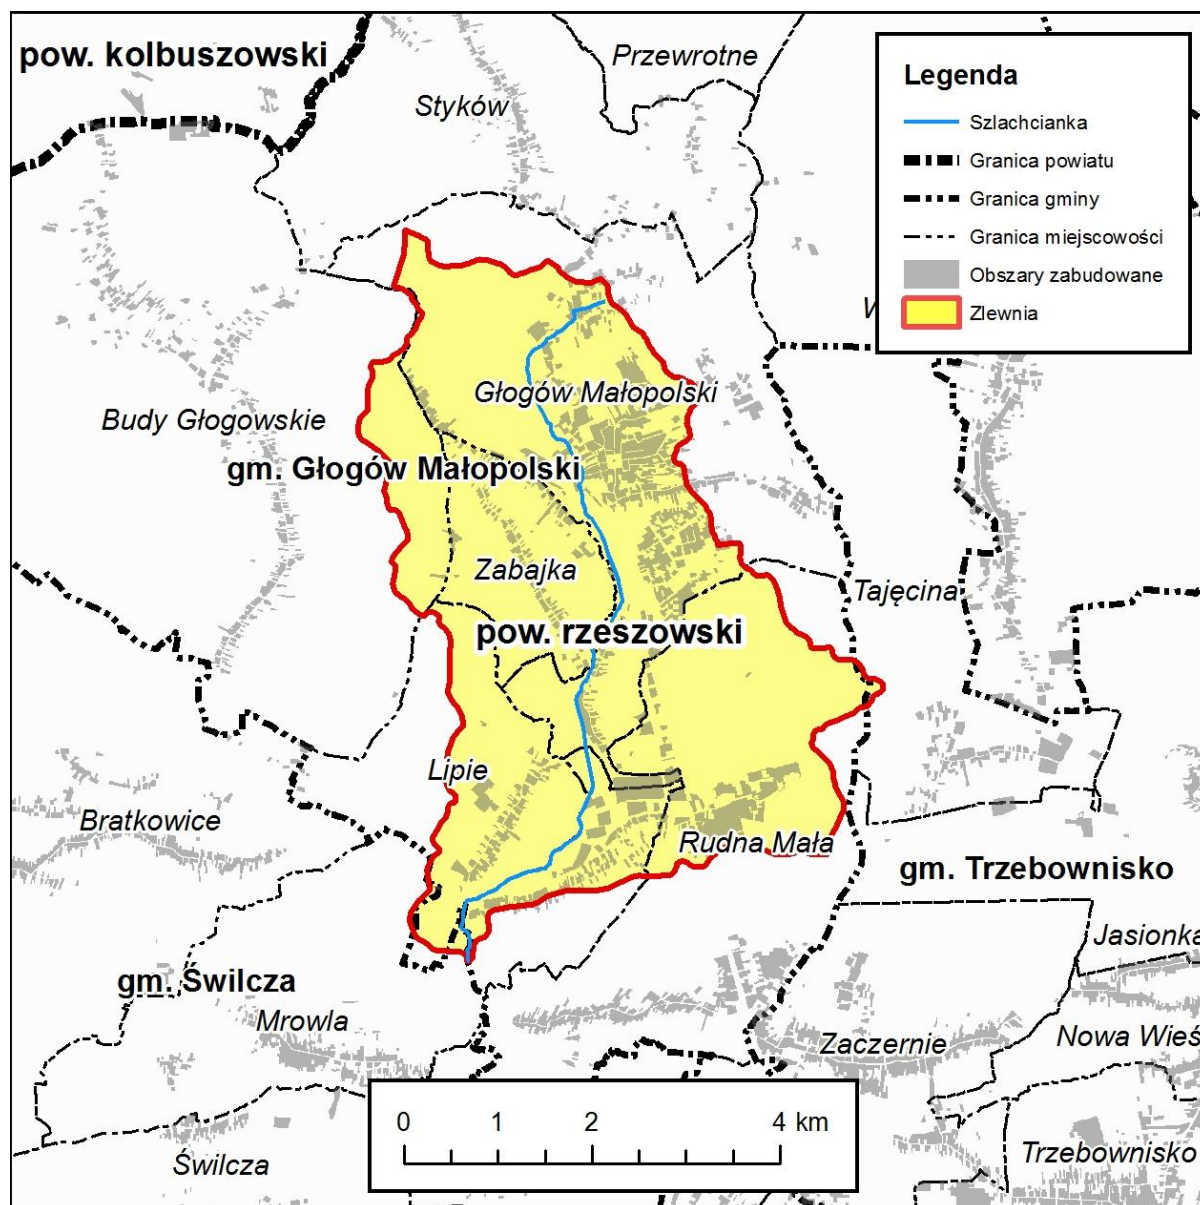 pow. kolbuszowski
Przewrotne
Styków
Legenda
Szlachcianka
Granica powiatu
Granica gminy
Granica miejscowości
Obszary zabudowane
Zlewnia
Głogów Małopolski
Budy Głogowskie
gm. Głogów Małopolski
Zabajka
Tajęcina
pow. rzeszowski
Lipie
Bratkowice
Rudna Mała
gm. Trzebownisko
Jasionka
gm. Świlcza
Mrowla
Zaczernie
Nowa Wieś
Świlcza
Trzebownisko
0 1 2 4 km